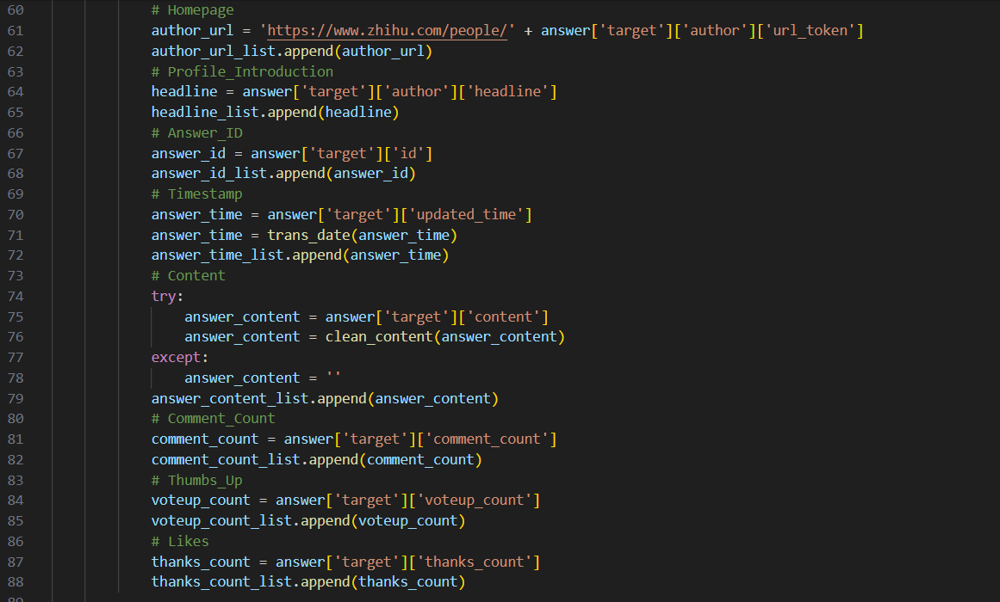 60 # Homepage
61 author_url = 'https://www.zhihu.com/people/' + answer['target']['author']['url_token']
62 author_url_list.append(author_url)
63 # Profile_Introduction
64 headline = answer['target']['author']['headline']
65 headline_list.append(headline)
66 # Answer_ID
67 answer_id = answer['target']['id']
68 answer_id_list.append(answer_id)
69 # Timestamp
70 answer_time = answer['target']['updated_time']
71 answer_time = trans_date(answer_time)
72 answer_time_list.append(answer_time)
73 # Content
74 try:
75 answer_content = answer['target']['content']
76 answer_content = clean_content(answer_content)
77 except:
78 answer_content = ''
79 answer_content_list.append(answer_content)
80 # Comment_Count
81 comment_count = answer['target']['comment_count']
82 comment_count_list.append(comment_count)
83 # Thumbs_Up
84 voteup_count = answer['target']['voteup_count']
85 voteup_count_list.append(voteup_count)
86 # Likes
87 thanks_count = answer['target']['thanks_count']
88 thanks_count_list.append(thanks_count)
89